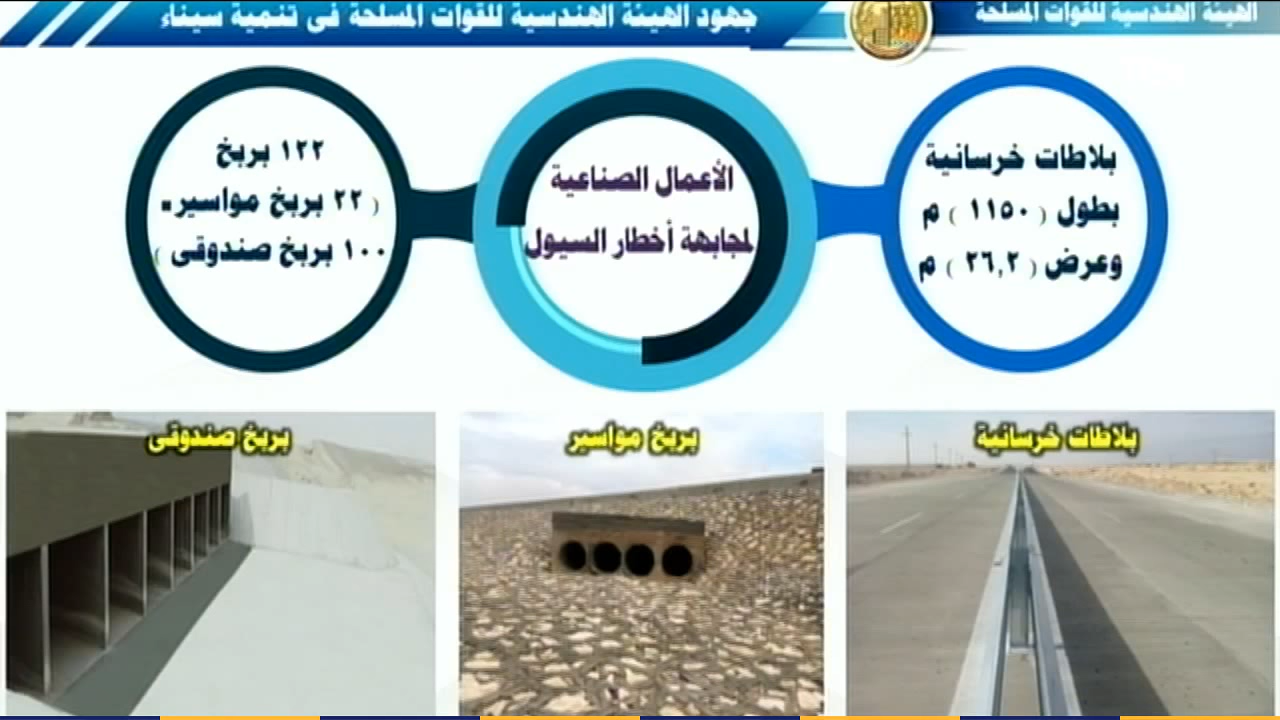 الهيئة الهندسية للقوات المسلحة
جهود الهيئة الهندسية للقوات المسلحة فى تنمية سيناء
بلاطات خرسانية
بطول ( ١١٥٠ ) م
وعرض ( ٢٦,٢ ) م
الأعمال الصناعية
لمجابهة أخطار السيول
١٢٢ بربخ
( ٢٢ بربخ مواسير-
١٠٠ بربخ صندوقى )
بلاطات خرسانية
بربخ مواسير
بربخ صندوقى